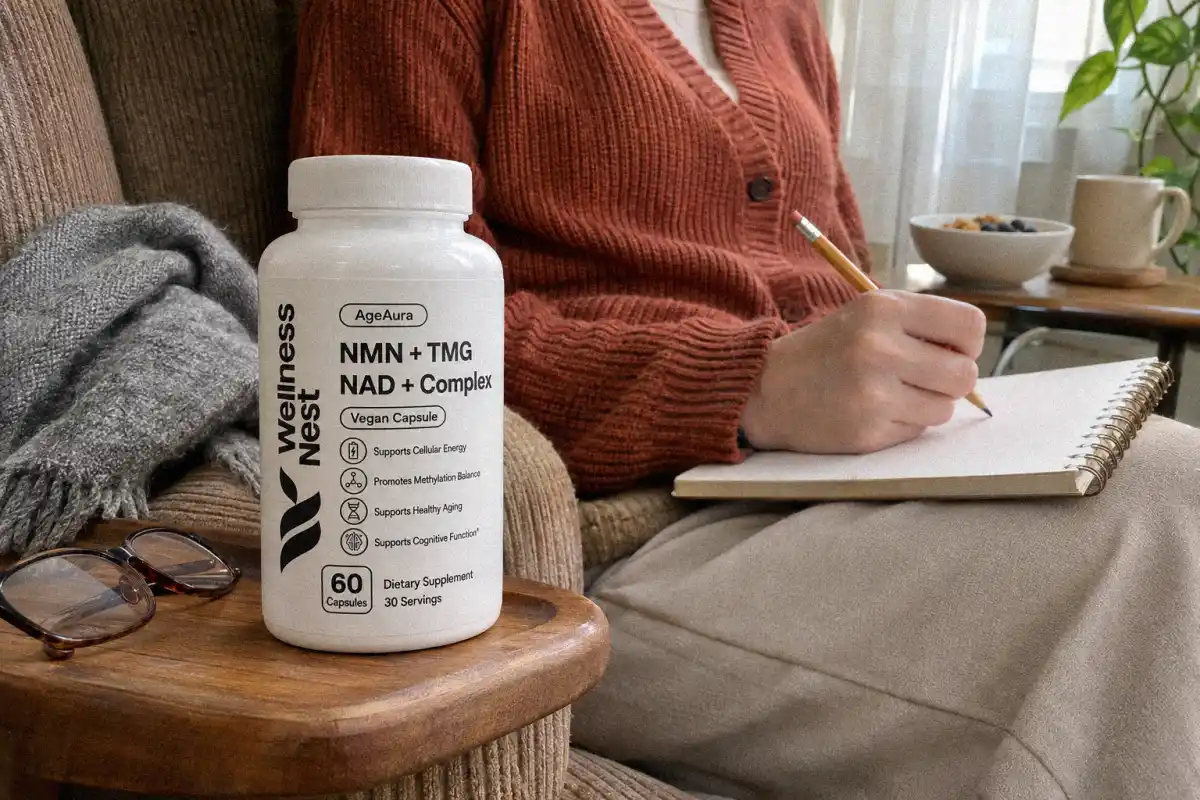 Wellness
Nest
AgeAura
NMN + TMG
NAD + Complex
Vegan Capsule
Supports Cellular Energy
Promotes Methylation Balance
Supports Healthy Aging
Supports Cognitive Function*
60
Capsules
Dietary Supplement
30 Servings